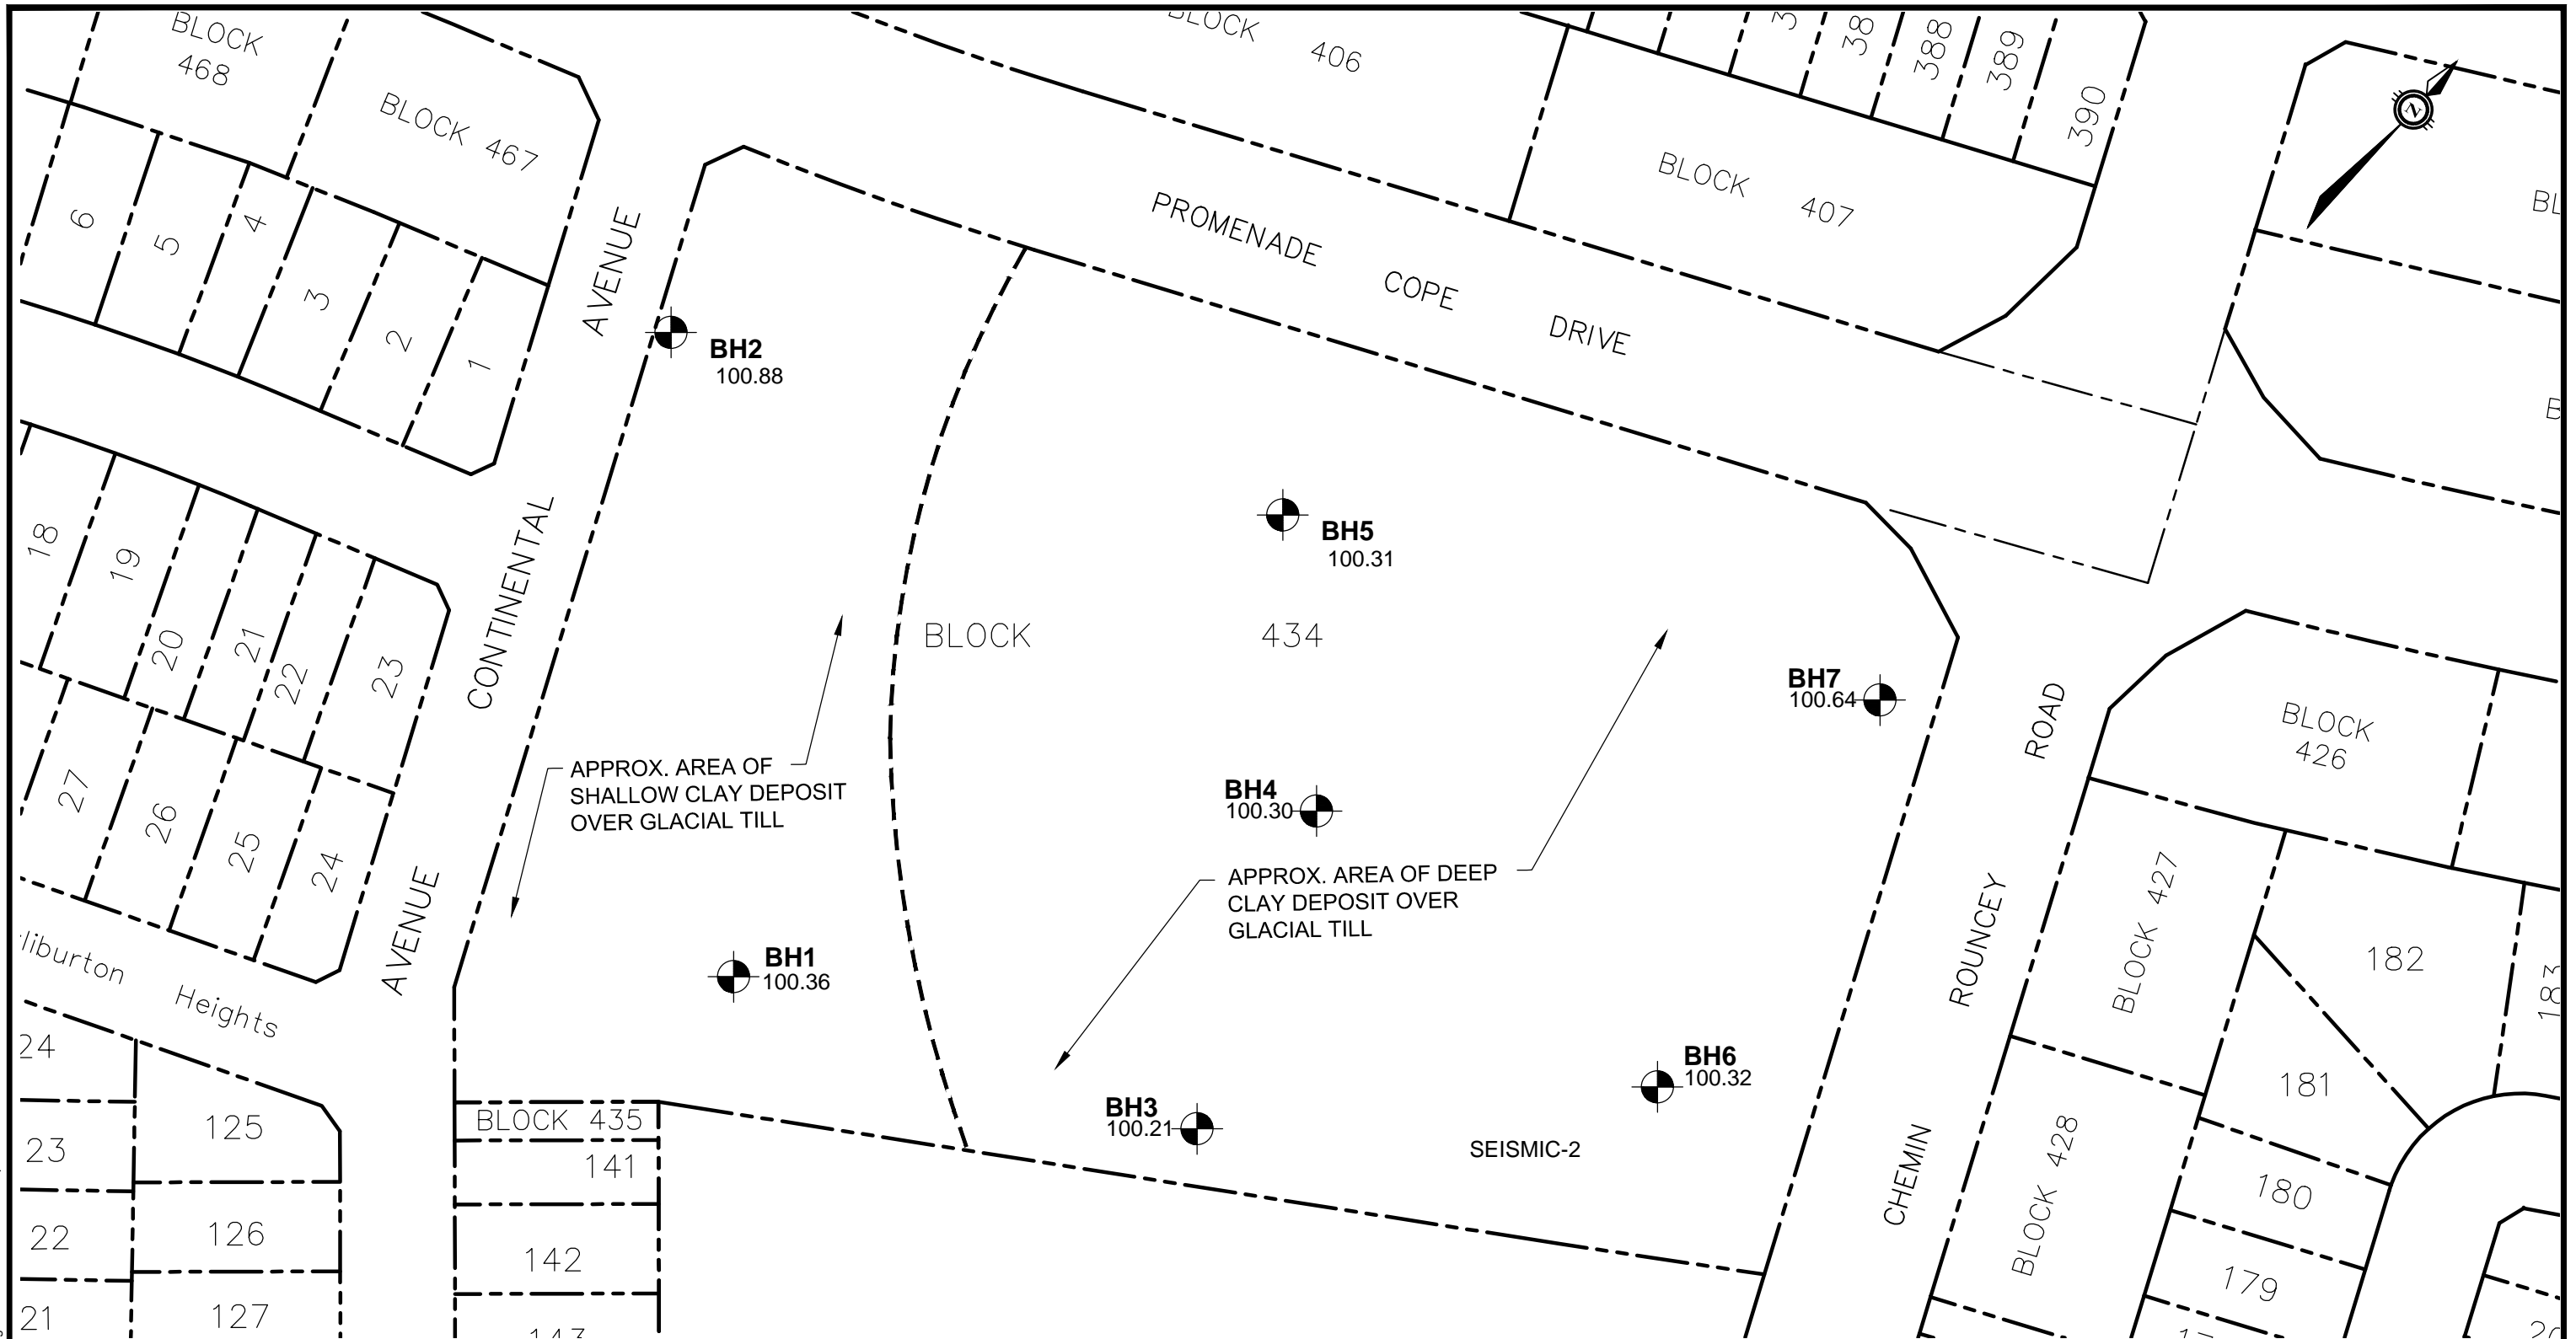 BLOCK
468
BLOCK 467
BLOCK
406
38
388
389
390
BLOCK
407
N
6
5
4
3
2
1
AVENUE
PROMENADE
COPE
DRIVE
BH2
100.88
BH5
100.31
CONTINENTAL
18
19
20
21
22
23
BLOCK
434
BH7
100.64
ROAD
BLOCK
426
APPROX. AREA OF
SHALLOW CLAY DEPOSIT
OVER GLACIAL TILL
BH4
100.30
27
26
25
24
AVENUE
APPROX. AREA OF DEEP
CLAY DEPOSIT OVER
GLACIAL TILL
ROUNCEY
BLOCK 427
182
183
liburton
Heights
BH1
100.36
24
BH6
100.32
181
BH3
100.21
125
BLOCK 435
23
141
SEISMIC-2
CHEMIN
BLOCK 428
180
22
126
142
179
21
127
143